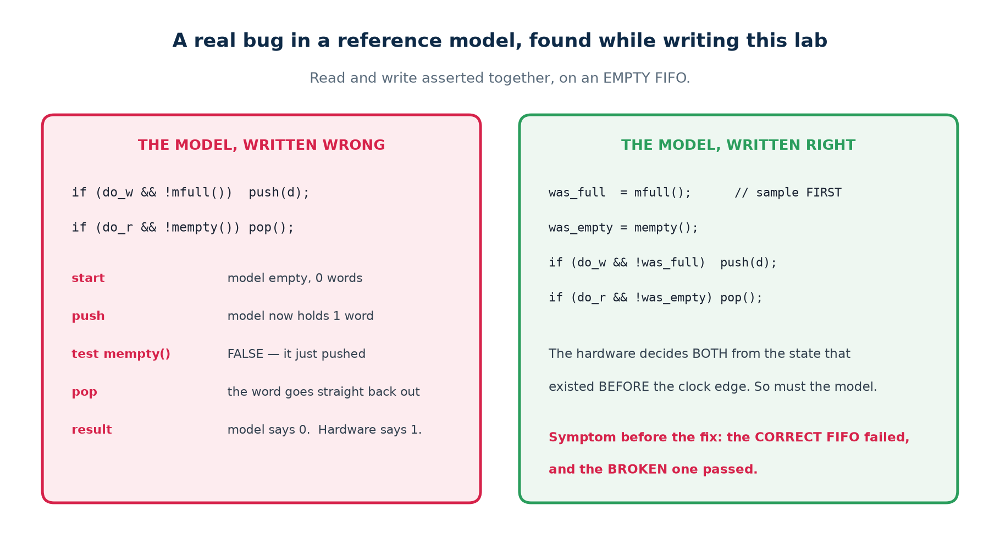 A real bug in a reference model, found while writing this lab
Read and write asserted together, on an EMPTY FIFO.
THE MODEL, WRITTEN WRONG
if (do_w && !mfull())  push(d);
if (do_r && !mempty()) pop();
start model empty, 0 words
push model now holds 1 word
test mempty() FALSE — it just pushed
pop the word goes straight back out
result model says 0.  Hardware says 1.
THE MODEL, WRITTEN RIGHT
was_full  = mfull();      // sample FIRST
was_empty = mempty();
if (do_w && !was_full)  push(d);
if (do_r && !was_empty) pop();
The hardware decides BOTH from the state that
existed BEFORE the clock edge. So must the model.
Symptom before the fix: the CORRECT FIFO failed,
and the BROKEN one passed.